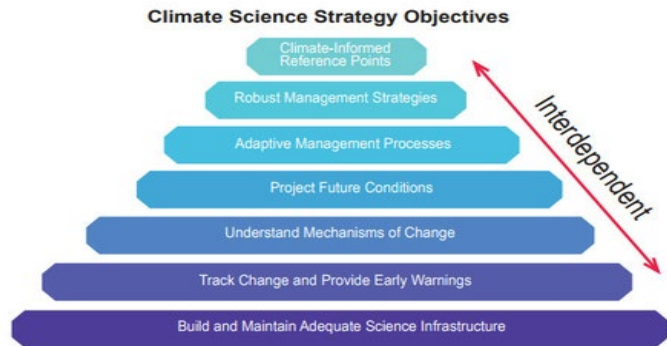 Climate Science Strategy Objectives
Climate-Informed
Reference Points
Robust Management Strategies
Adaptive Management Processes
Project Future Conditions
Understand Mechanisms of Change
Track Change and Provide Early Warnings
Build and Maintain Adequate Science Infrastructure
Interdependent